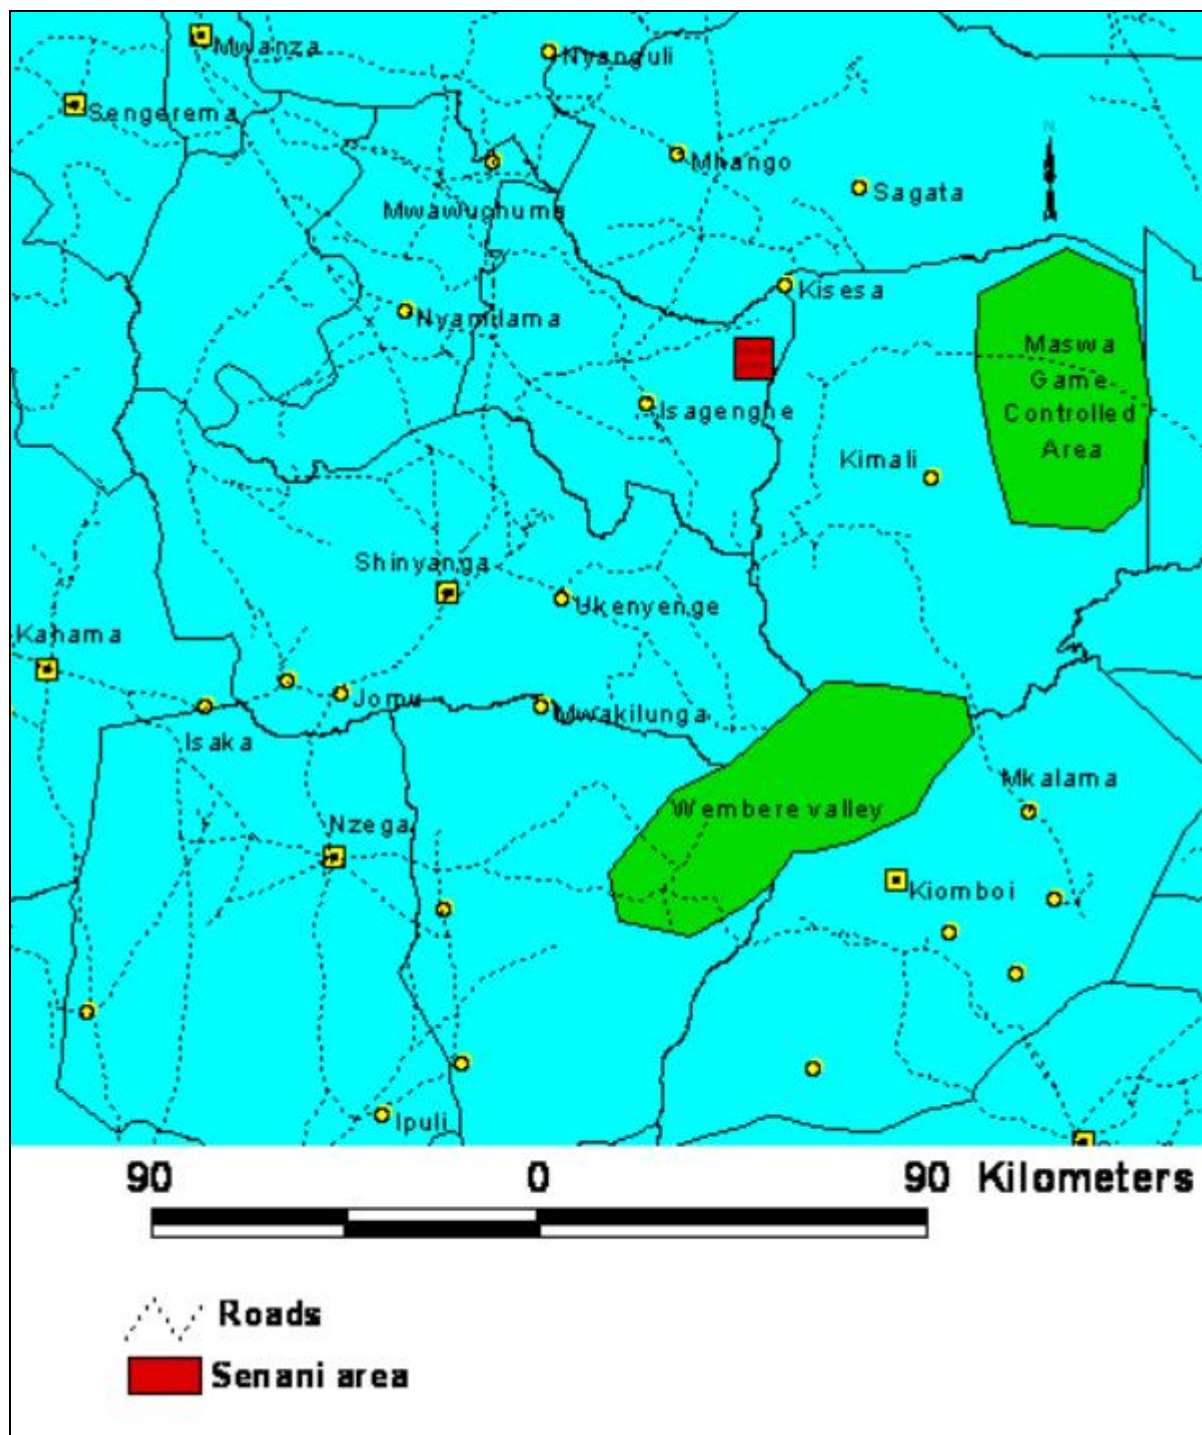 Mwanza
Nyanguli
Sengerema
Mhango
Sagata
N
Mwawuchuma
Kisesa
Nyamilama
Maswa
Game
Controlled
Area
Isagenghe
Kimali
Shinyanga
Ukenyenge
Kahama
Jomu
Mwakilunga
Isaka
Mkalama
Wembere valley
Nzega
Kiomboi
Ipuli
90 0 90 Kilometers
Roads
Senani area